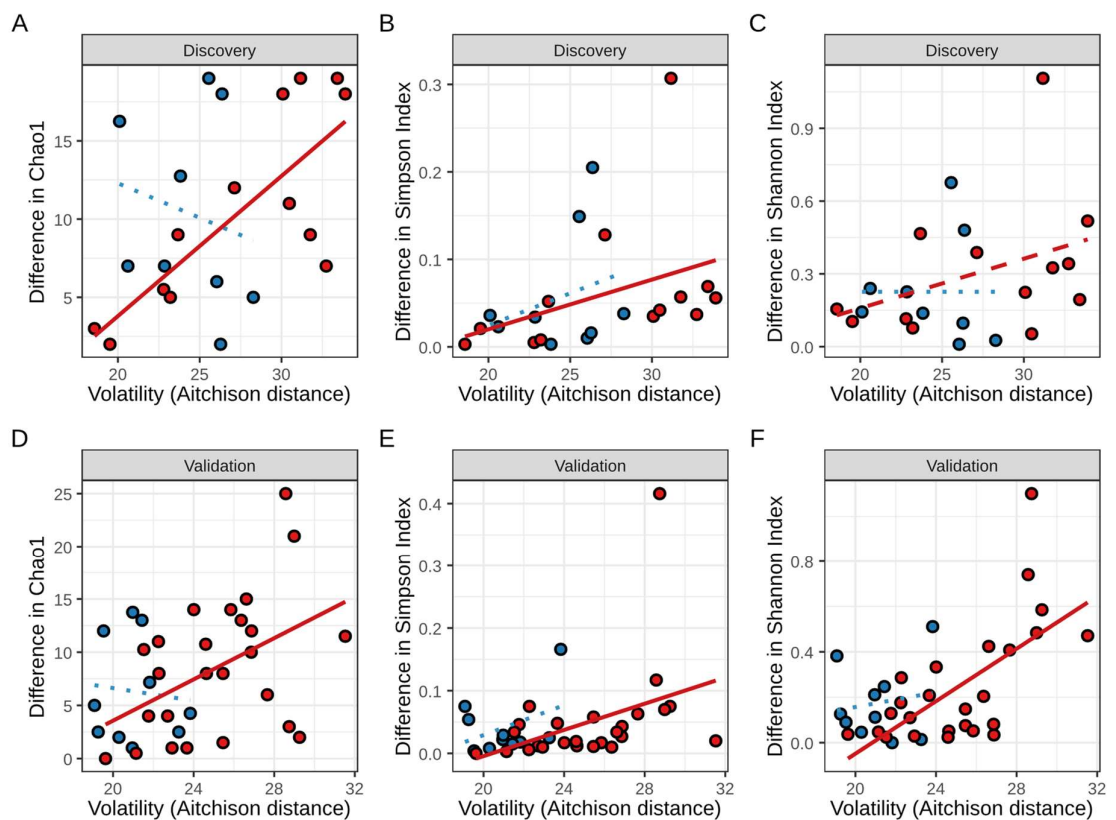 A
Discovery
Difference in Chao1
15
10
5
20
25
30
Volatility (Aitchison distance)
B
Discovery
Difference in Simpson Index
0.3
0.2
0.1
0.0
20
25
30
Volatility (Aitchison distance)
C
Discovery
Difference in Shannon Index
0.9
0.6
0.3
0.0
20
25
30
Volatility (Aitchison distance)
D
Validation
Difference in Chao1
25
20
15
10
5
0
20
24
28
32
Volatility (Aitchison distance)
E
Validation
Difference in Simpson Index
0.4
0.3
0.2
0.1
0.0
20
24
28
32
Volatility (Aitchison distance)
F
Validation
Difference in Shannon Index
0.8
0.4
0.0
20
24
28
32
Volatility (Aitchison distance)